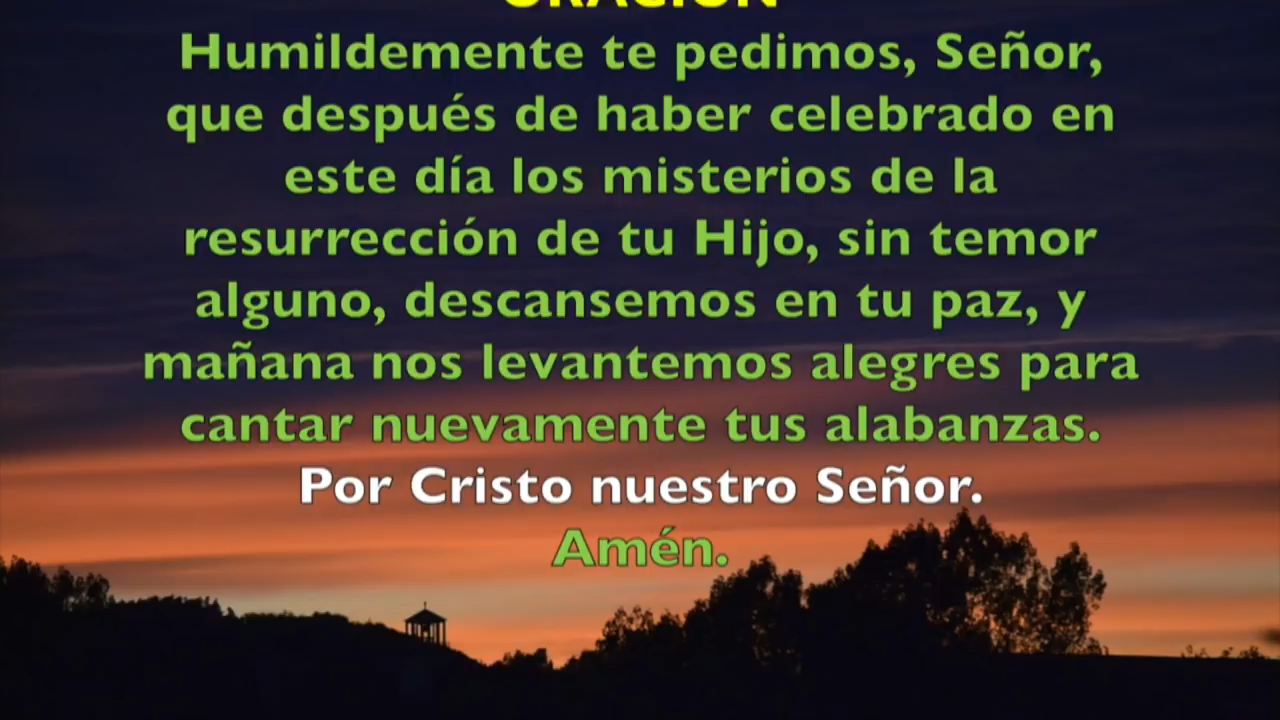 ORACIÓN
Humildemente te pedimos, Señor,
que después de haber celebrado en
este día los misterios de la
resurrección de tu Hijo, sin temor
alguno, descansemos en tu paz, y
mañana nos levantemos alegres para
cantar nuevamente tus alabanzas.
Por Cristo nuestro Señor.
Amén.